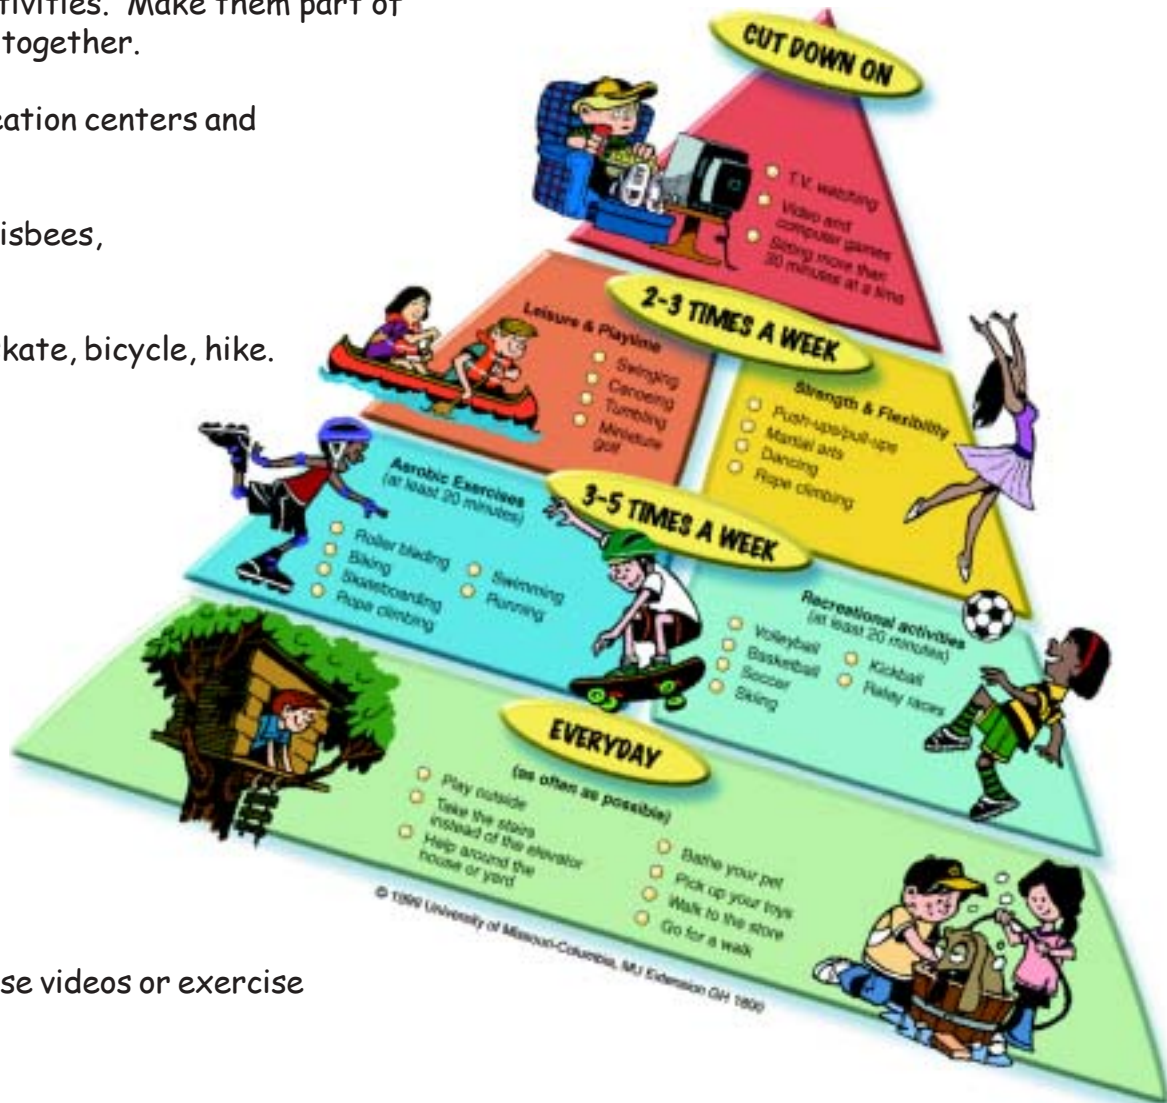 tivities. Make them part of
together.
eation centers and
isbees,
kate, bicycle, hike.
se videos or exercise
CUT DOWN ON
T.V. watching
Video and
computer games
Sitting more than
30 minutes at a time
2-3 TIMES A WEEK
Leisure & Playtime
Swinging
Canoeing
Tumbling
Miniature
golf
Strength & Flexibility
Push-ups/pull-ups
Martial arts
Dancing
Rope climbing
3-5 TIMES A WEEK
Aerobic Exercises
(at least 20 minutes)
Roller blading
Biking
Skateboarding
Rope climbing
Swimming
Running
Recreational activities
(at least 20 minutes)
Volleyball
Basketball
Soccer
Skiing
Kickball
Relay races
EVERYDAY
(as often as possible)
Play outside
Take the stairs
instead of the elevator
Help around the
house or yard
Bathe your pet
Pick up your toys
Walk to the store
Go for a walk
© University of Missouri-Columbia, MU Extension GH 1800